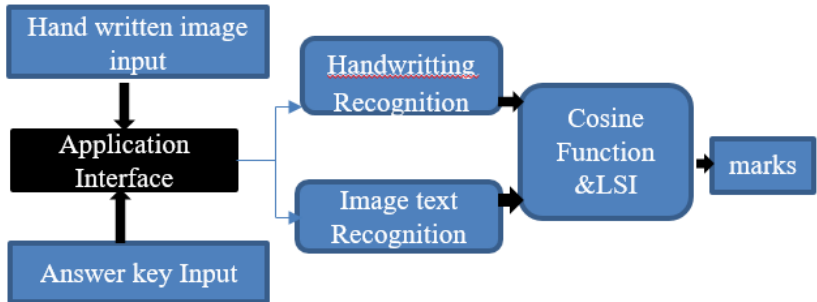 Hand written image
input
Application
Interface
Answer key Input
Handwritting
Recognition
Image text
Recognition
Cosine
Function
&LSI
marks